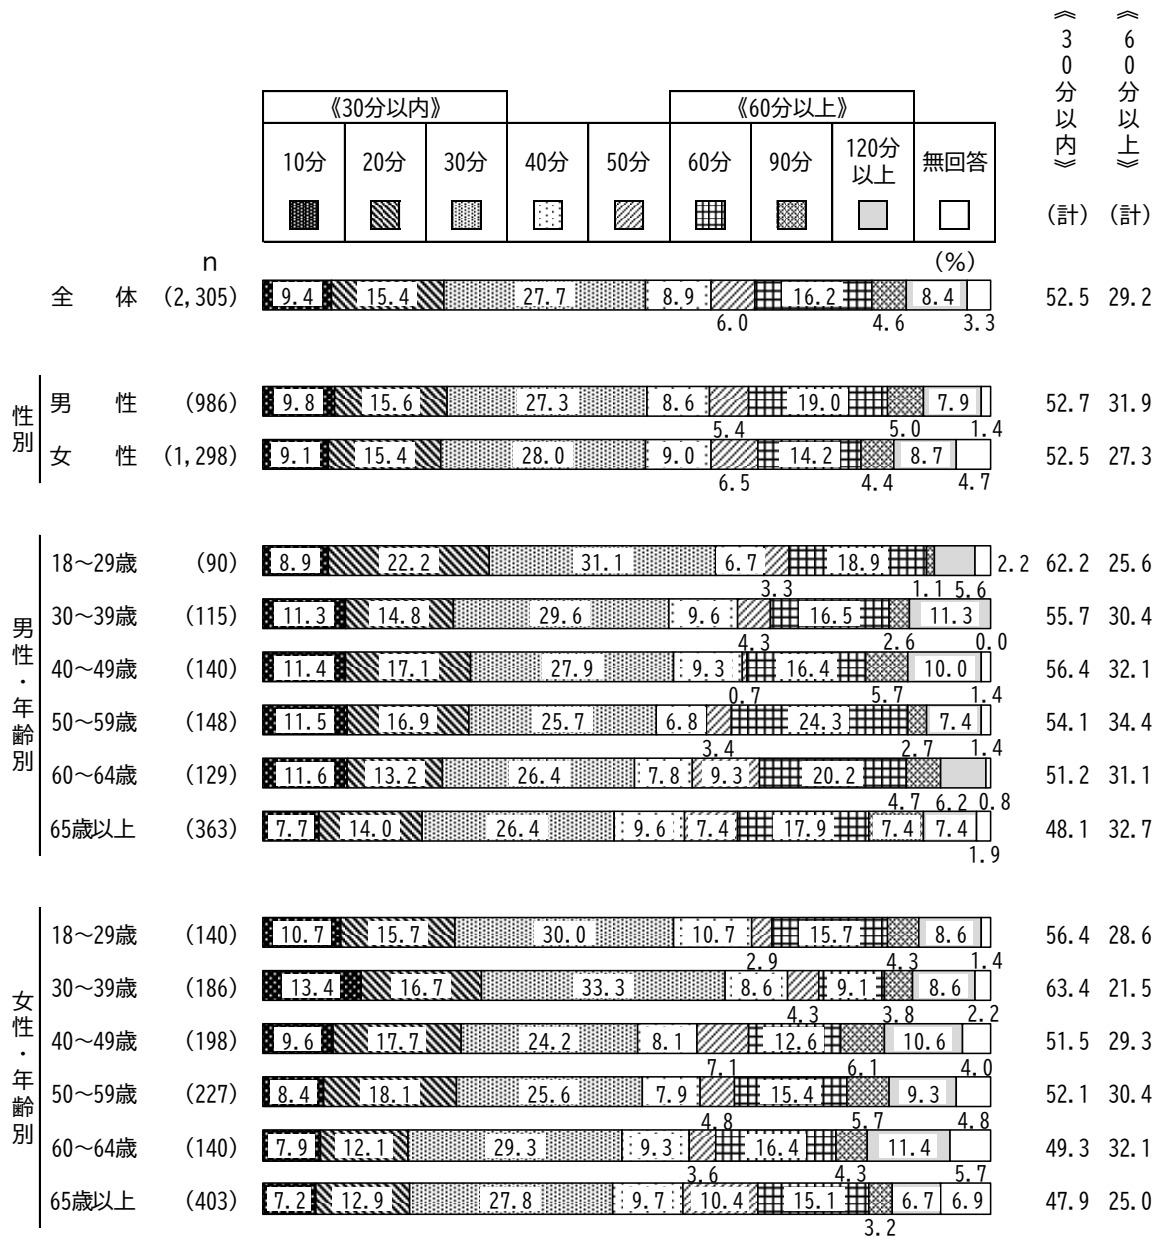 《30分以内》 《60分以上》 《30分以内》 《60分以上》
10分 20分 30分 40分 50分 60分 90分 120分以上 無回答 (計) (計)
n (%)
全体 (2,305) 9.4 15.4 27.7 8.9 6.0 16.2 4.6 8.4 3.3 52.5 29.2
性別
男性 (986) 9.8 15.6 27.3 8.6 5.4 19.0 5.0 7.9 1.4 52.7 31.9
女性 (1,298) 9.1 15.4 28.0 9.0 6.5 14.2 4.4 8.7 4.7 52.5 27.3
男性・年齢別
18～29歳 (90) 8.9 22.2 31.1 6.7 3.3 18.9 1.1 5.6 2.2 62.2 25.6
30～39歳 (115) 11.3 14.8 29.6 9.6 4.3 16.5 2.6 11.3 0.0 55.7 30.4
40～49歳 (140) 11.4 17.1 27.9 9.3 0.7 16.4 5.7 10.0 1.4 56.4 32.1
50～59歳 (148) 11.5 16.9 25.7 6.8 3.4 24.3 2.7 7.4 1.4 54.1 34.4
60～64歳 (129) 11.6 13.2 26.4 7.8 9.3 20.2 4.7 6.2 0.8 51.2 31.1
65歳以上 (363) 7.7 14.0 26.4 9.6 7.4 17.9 7.4 7.4 1.9 48.1 32.7
女性・年齢別
18～29歳 (140) 10.7 15.7 30.0 10.7 2.9 15.7 4.3 8.6 1.4 56.4 28.6
30～39歳 (186) 13.4 16.7 33.3 8.6 4.3 9.1 3.8 8.6 2.2 63.4 21.5
40～49歳 (198) 9.6 17.7 24.2 8.1 7.1 12.6 6.1 10.6 4.0 51.5 29.3
50～59歳 (227) 8.4 18.1 25.6 7.9 4.8 15.4 5.7 9.3 4.8 52.1 30.4
60～64歳 (140) 7.9 12.1 29.3 9.3 3.6 16.4 4.3 11.4 5.7 49.3 32.1
65歳以上 (403) 7.2 12.9 27.8 9.7 10.4 15.1 3.2 6.7 6.9 47.9 25.0